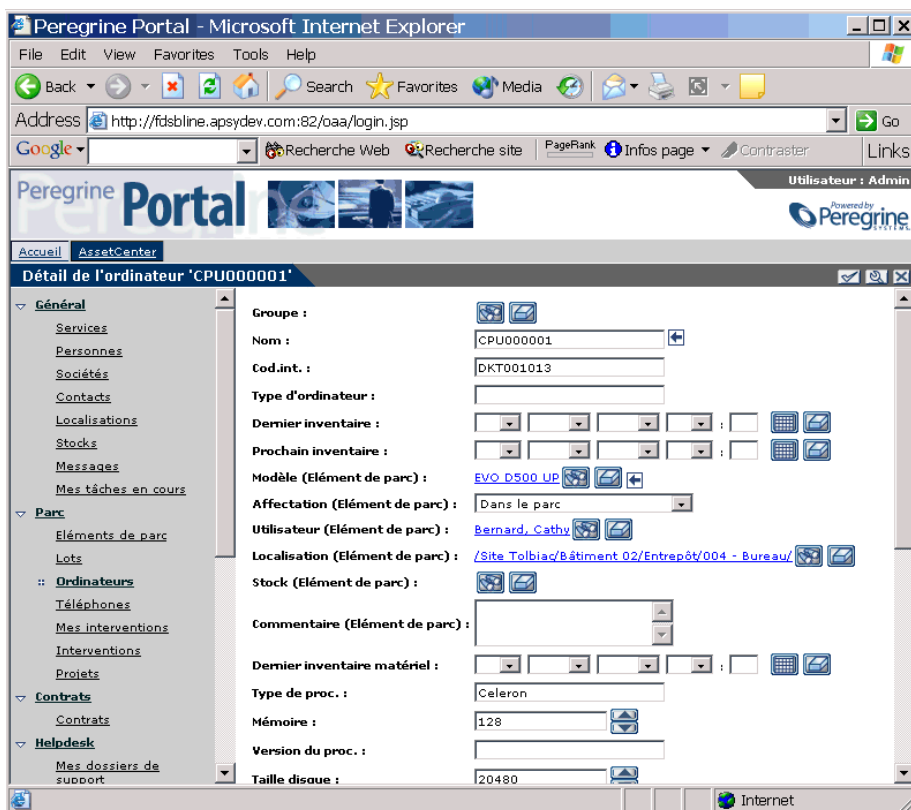 Peregrine Portal - Microsoft Internet Explorer
File Edit View Favorites Tools Help
Back Search Favorites Media
Address http://fdsbline.apsydev.com:82/oaa/login.jsp Go
Google Recherche Web Recherche site PageRank Infos page Contraster Links
Peregrine Portal
Utilisateur : Admin
Powered by
Peregrine
SYSTEMS
Accueil AssetCenter
Détail de l'ordinateur 'CPU000001'
Général
Services
Personnes
Sociétés
Contacts
Localisations
Stocks
Messages
Mes tâches en cours
Parc
Eléments de parc
Lots
Ordinateurs
Téléphones
Mes interventions
Interventions
Projets
Contrats
Contrats
Helpdesk
Mes dossiers de
support
Groupe :
Nom : CPU000001
Cod.int. : DKT001013
Type d'ordinateur :
Dernier inventaire : :
Prochain inventaire : :
Modèle (Elément de parc) : EVO D500 UP
Affectation (Elément de parc) : Dans le parc
Utilisateur (Elément de parc) : Bernard, Cathy
Localisation (Elément de parc) : /Site Tolbiac/Bâtiment 02/Entrepôt/004 - Bureau/
Stock (Elément de parc) :
Commentaire (Elément de parc) :
Dernier inventaire matériel : :
Type de proc. : Celeron
Mémoire : 128
Version du proc. :
Taille disque : 20480
Internet